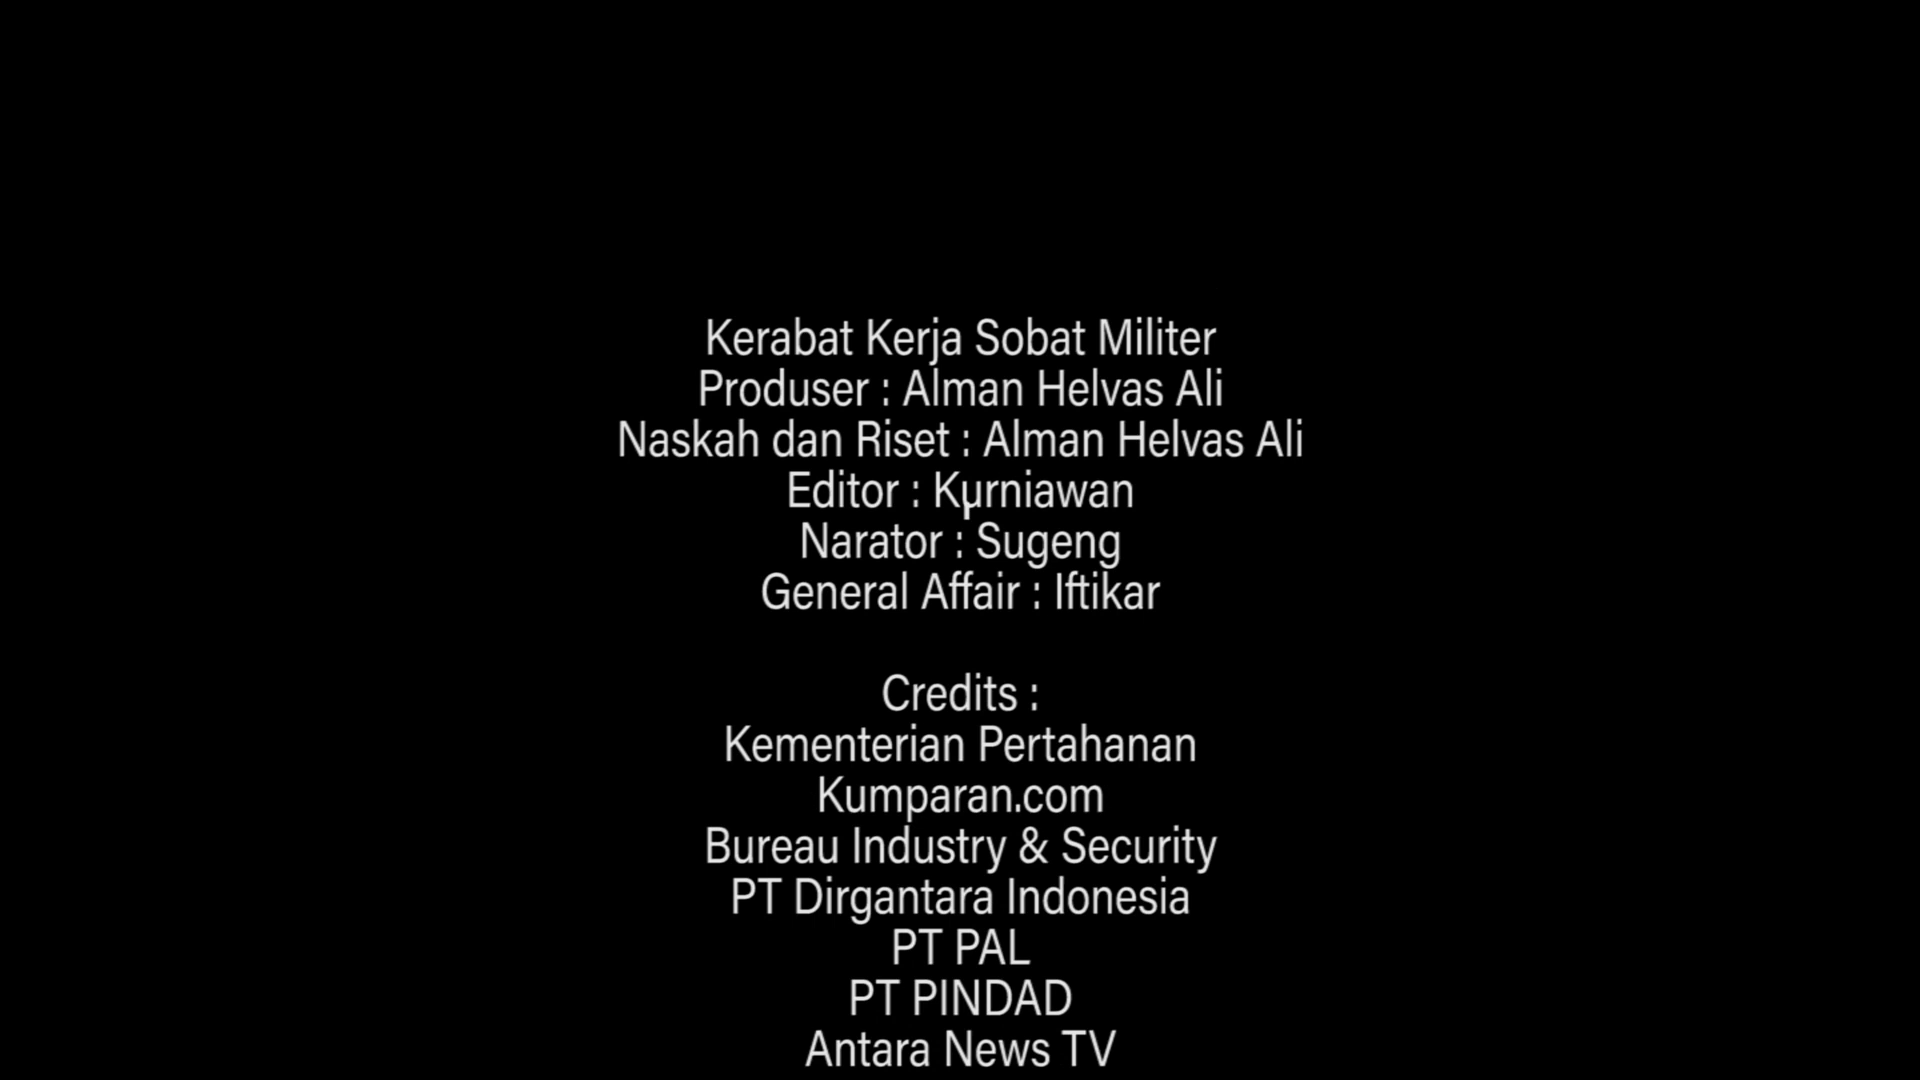 Kerabat Kerja Sobat Militer
Produser : Alman Helvas Ali
Naskah dan Riset : Alman Helvas Ali
Editor : Kurniawan
Narator : Sugeng
General Affair : Iftikar
Credits :
Kementerian Pertahanan
Kumparan.com
Bureau Industry & Security
PT Dirgantara Indonesia
PT PAL
PT PINDAD
Antara News TV